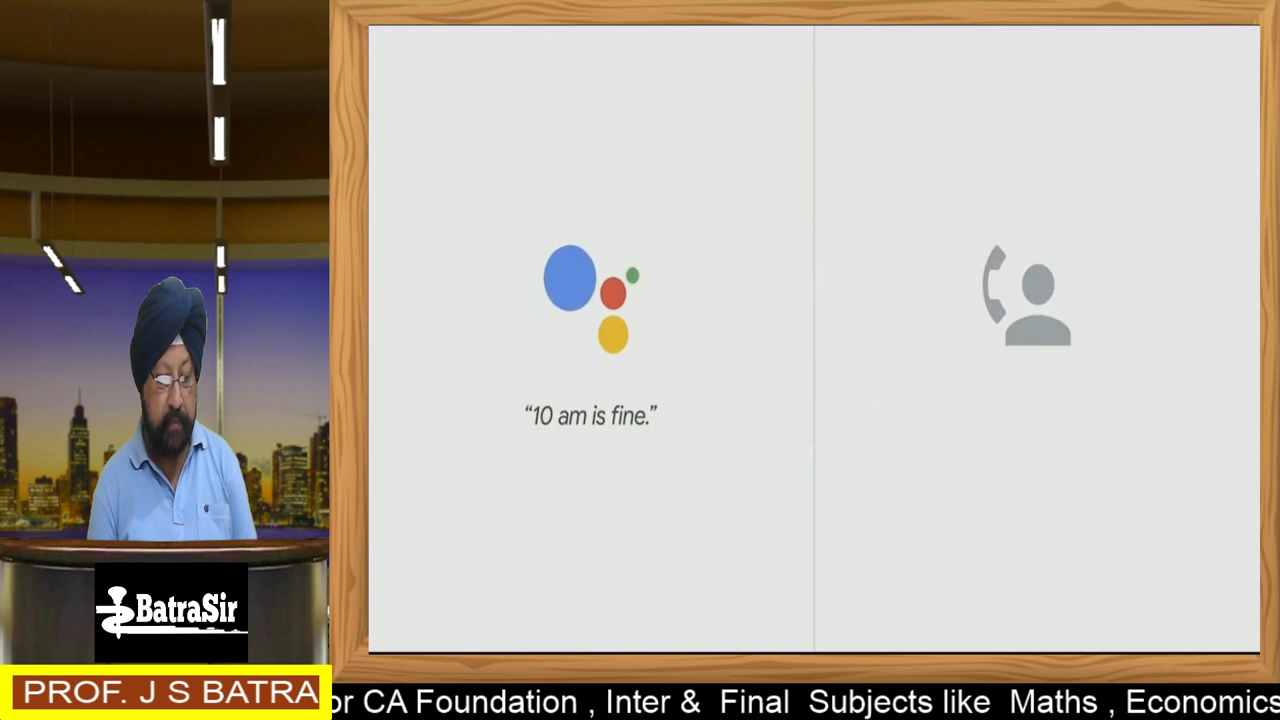 “10 am is fine.”
BatraSir
PROF. J S BATRA
or CA Foundation , Inter & Final Subjects like Maths , Economics